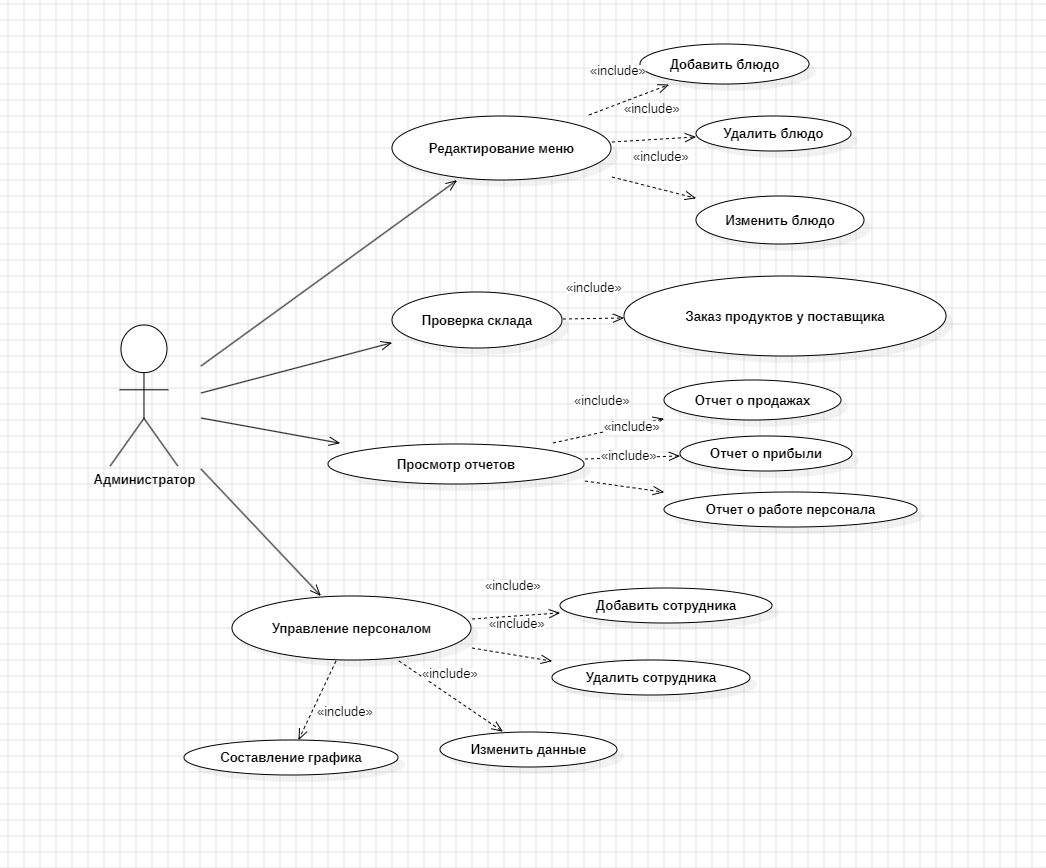 «include»
Добавить блюдо
«include»
Удалить блюдо
Редактирование меню
«include»
Изменить блюдо
«include»
Проверка склада
Заказ продуктов у поставщика
«include»
Отчет о продажах
«include»
Отчет о прибыли
«include»
Просмотр отчетов
Администратор
Отчет о работе персонала
«include»
Добавить сотрудника
«include»
Управление персоналом
«include»
Удалить сотрудника
«include»
Составление графика
Изменить данные